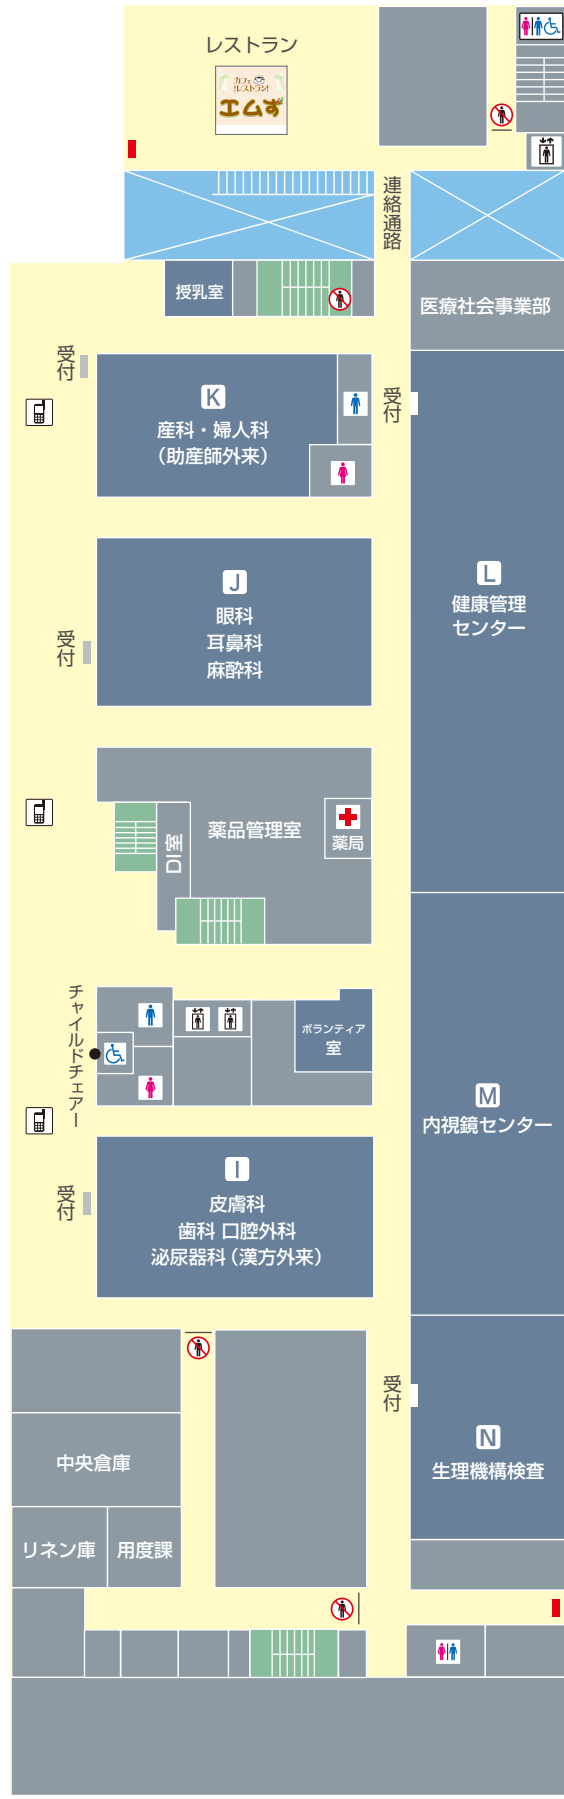 レストラン
カフェ
レストラン
エムず
連絡通路
授乳室
医療社会事業部
受付
K
産科・婦人科
(助産師外来)
受付
L
健康管理
センター
J
眼科
耳鼻科
麻酔科
受付
薬品管理室
DI室
薬局
チャイルドチェアー
ボランティア
室
M
内視鏡センター
I
皮膚科
歯科 口腔外科
泌尿器科 (漢方外来)
受付
受付
N
生理機構検査
中央倉庫
リネン庫
用度課